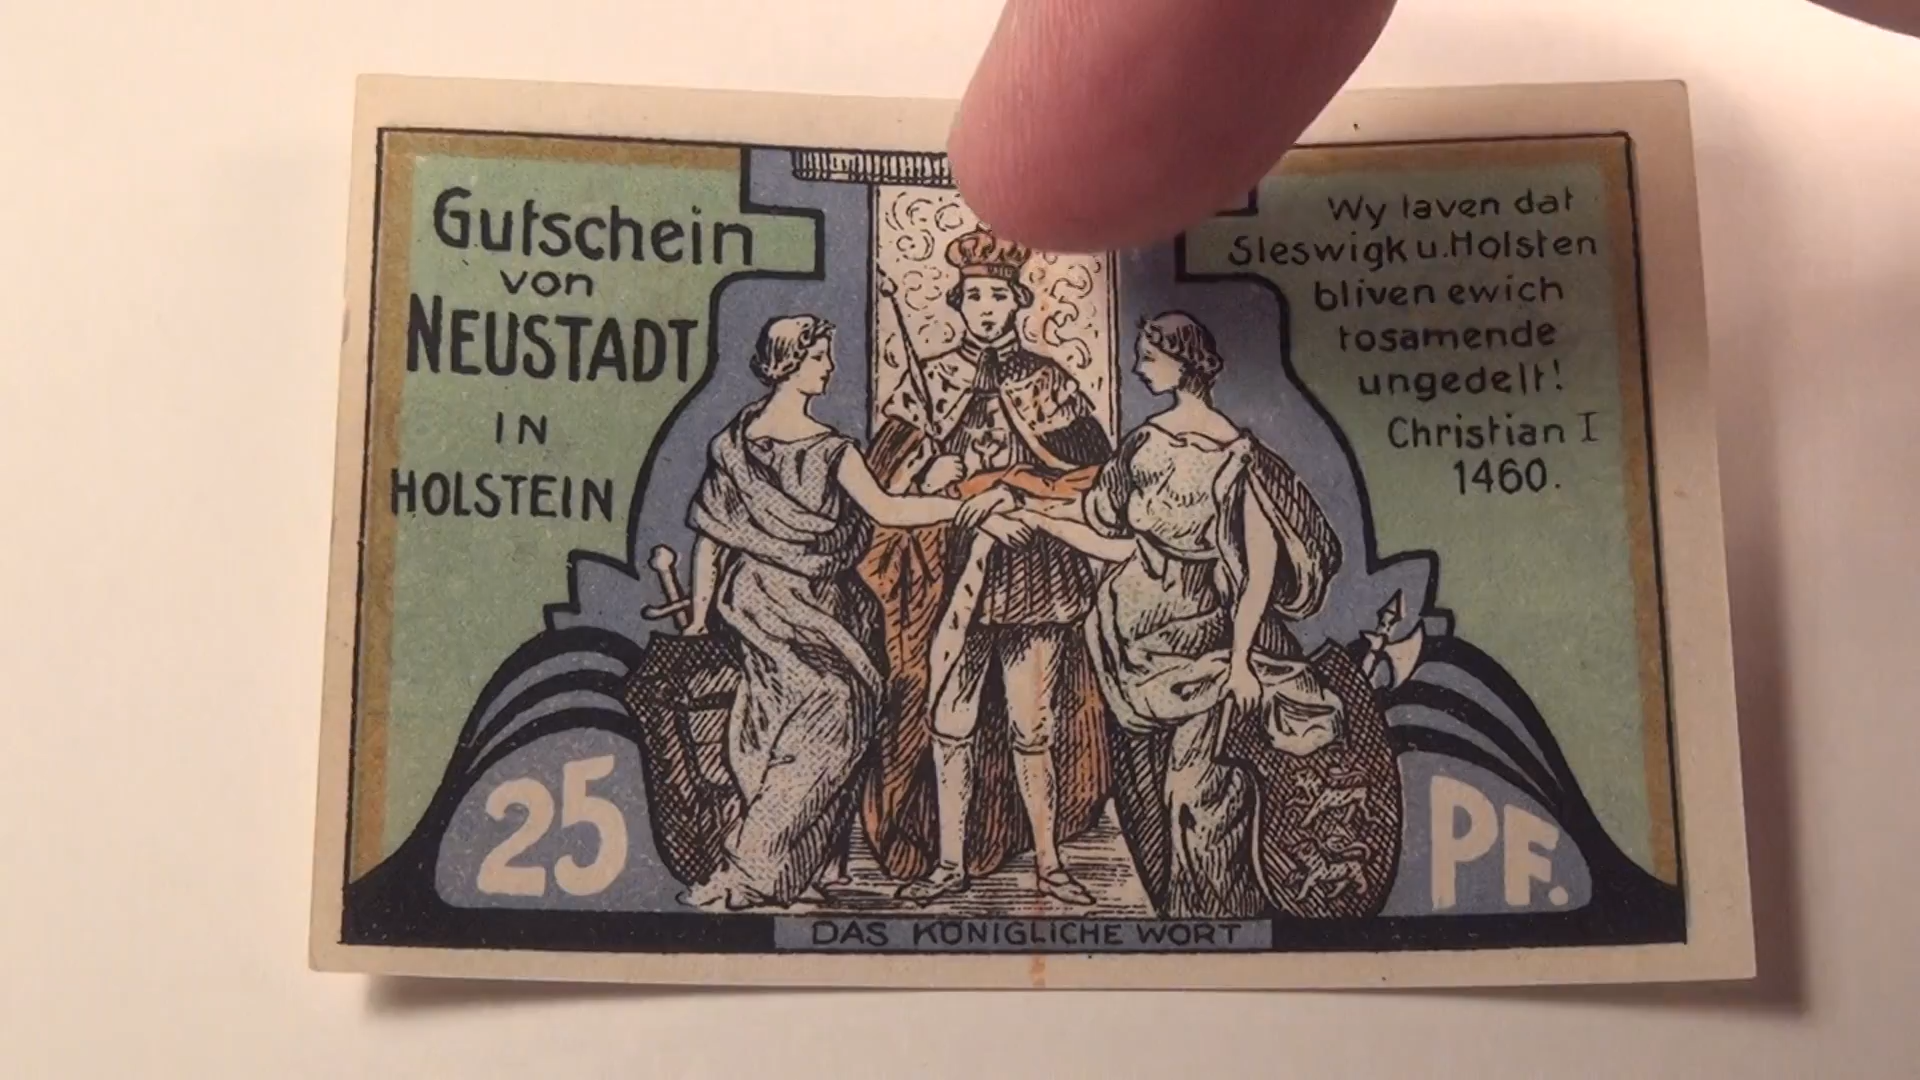 Gutschein
von
NEUSTADT
IN
HOLSTEIN
Wy laven dat
Sleswigk u. Holsten
bliven ewich
tosamende
ungedelt!
Christian I
1460.
25
PF.
DAS KÖNIGLICHE WORT